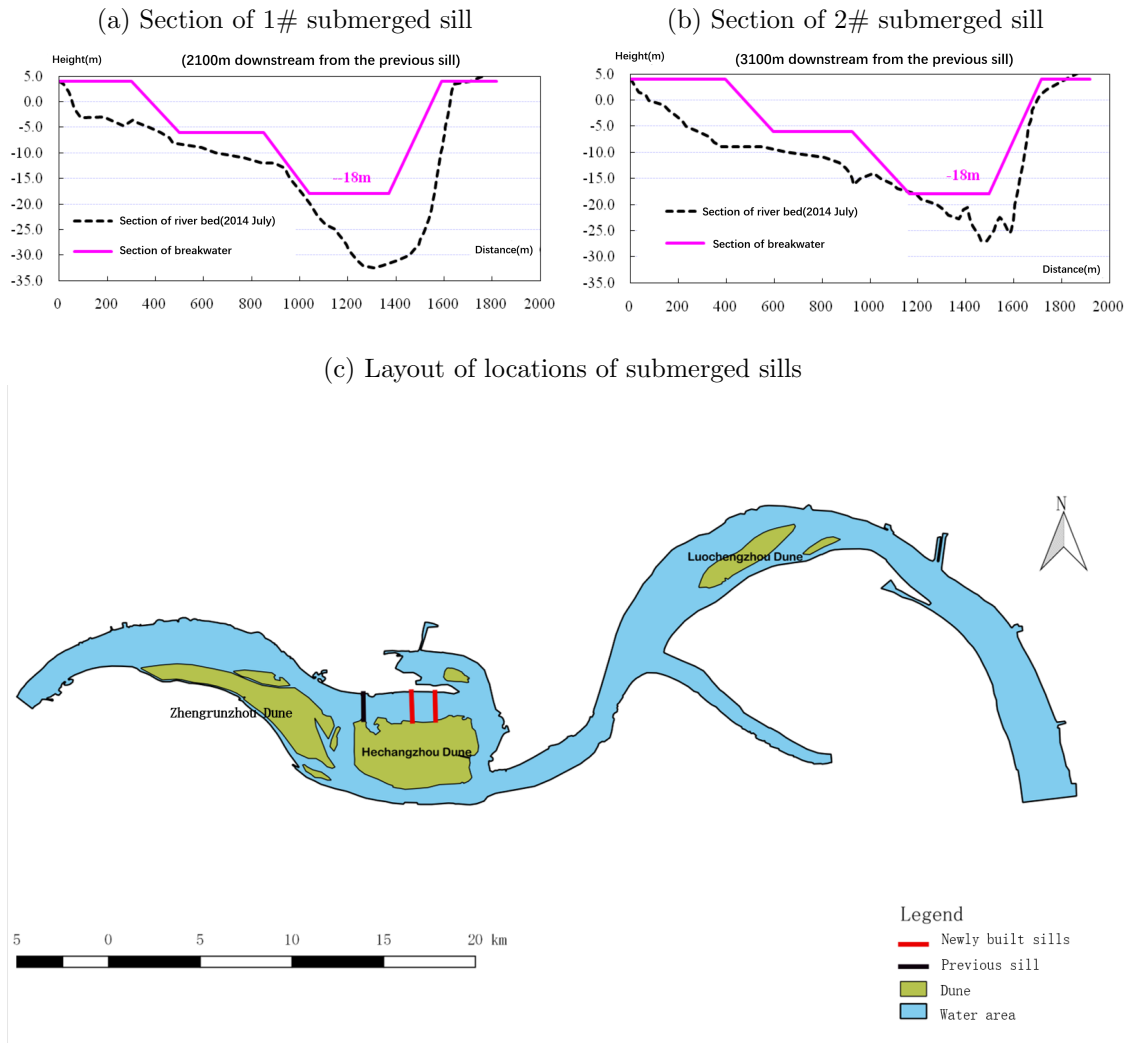 (a) Section of 1# submerged sill
Height(m)
(2100m downstream from the previous sill)
5.0
0.0
-5.0
-10.0
-15.0
-20.0
-25.0
-30.0
-35.0
--18m
Section of river bed(2014 July)
Section of breakwater
Distance(m)
0 200 400 600 800 1000 1200 1400 1600 1800 2000
(b) Section of 2# submerged sill
Height(m)
(3100m downstream from the previous sill)
5.0
0.0
-5.0
-10.0
-15.0
-20.0
-25.0
-30.0
-35.0
-18m
Section of river bed(2014 July)
Section of breakwater
Distance(m)
0 200 400 600 800 1000 1200 1400 1600 1800 2000
(c) Layout of locations of submerged sills
N
Luochengzhou Dune
Zhengrunzhou Dune
Hechangzhou Dune
5 0 5 10 15 20 km
Legend
Newly built sills
Previous sill
Dune
Water area